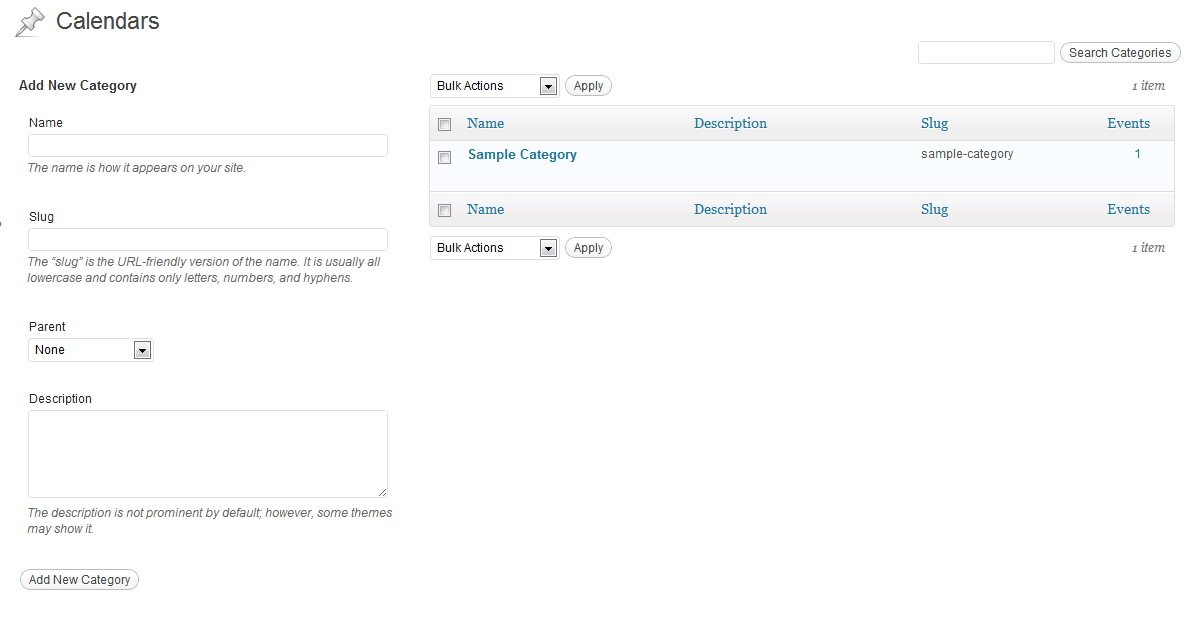 Calendars
Search Categories
Add New Category
Name
The name is how it appears on your site.
Slug
The “slug” is the URL-friendly version of the name. It is usually all
lowercase and contains only letters, numbers, and hyphens.
Parent
None
Description
The description is not prominent by default; however, some themes
may show it.
Add New Category
Bulk Actions Apply 1 item
Name Description Slug Events
Sample Category sample-category 1
Name Description Slug Events
Bulk Actions Apply 1 item